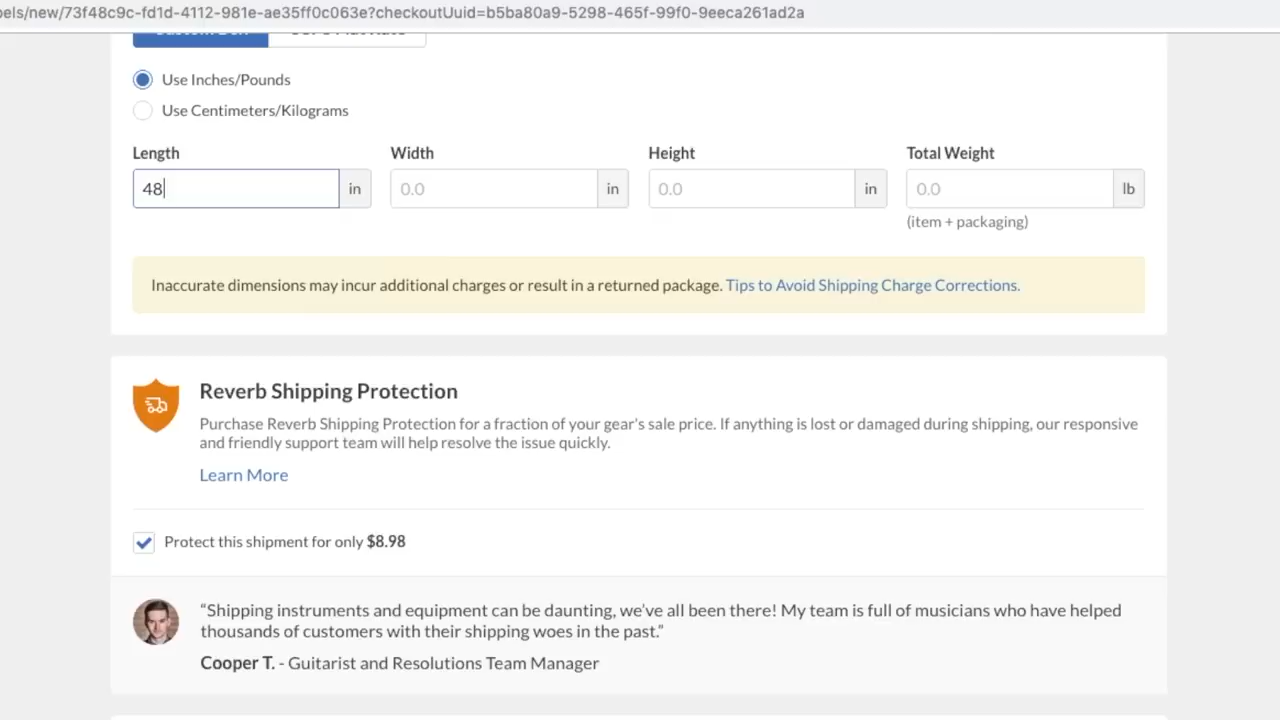 bels/new/73f48c9c-fd1d-4112-981e-ae35ff0c063e?checkoutUuid=b5ba80a9-5298-465f-99f0-9eeca261ad2a
Use Inches/Pounds
Use Centimeters/Kilograms
Length Width Height Total Weight
48 in 0.0 in 0.0 in 0.0 lb
(item + packaging)
Inaccurate dimensions may incur additional charges or result in a returned package. Tips to Avoid Shipping Charge Corrections.
Reverb Shipping Protection
Purchase Reverb Shipping Protection for a fraction of your gear's sale price. If anything is lost or damaged during shipping, our responsive
and friendly support team will help resolve the issue quickly.
Learn More
Protect this shipment for only $8.98
“Shipping instruments and equipment can be daunting, we've all been there! My team is full of musicians who have helped
thousands of customers with their shipping woes in the past.”
Cooper T. - Guitarist and Resolutions Team Manager